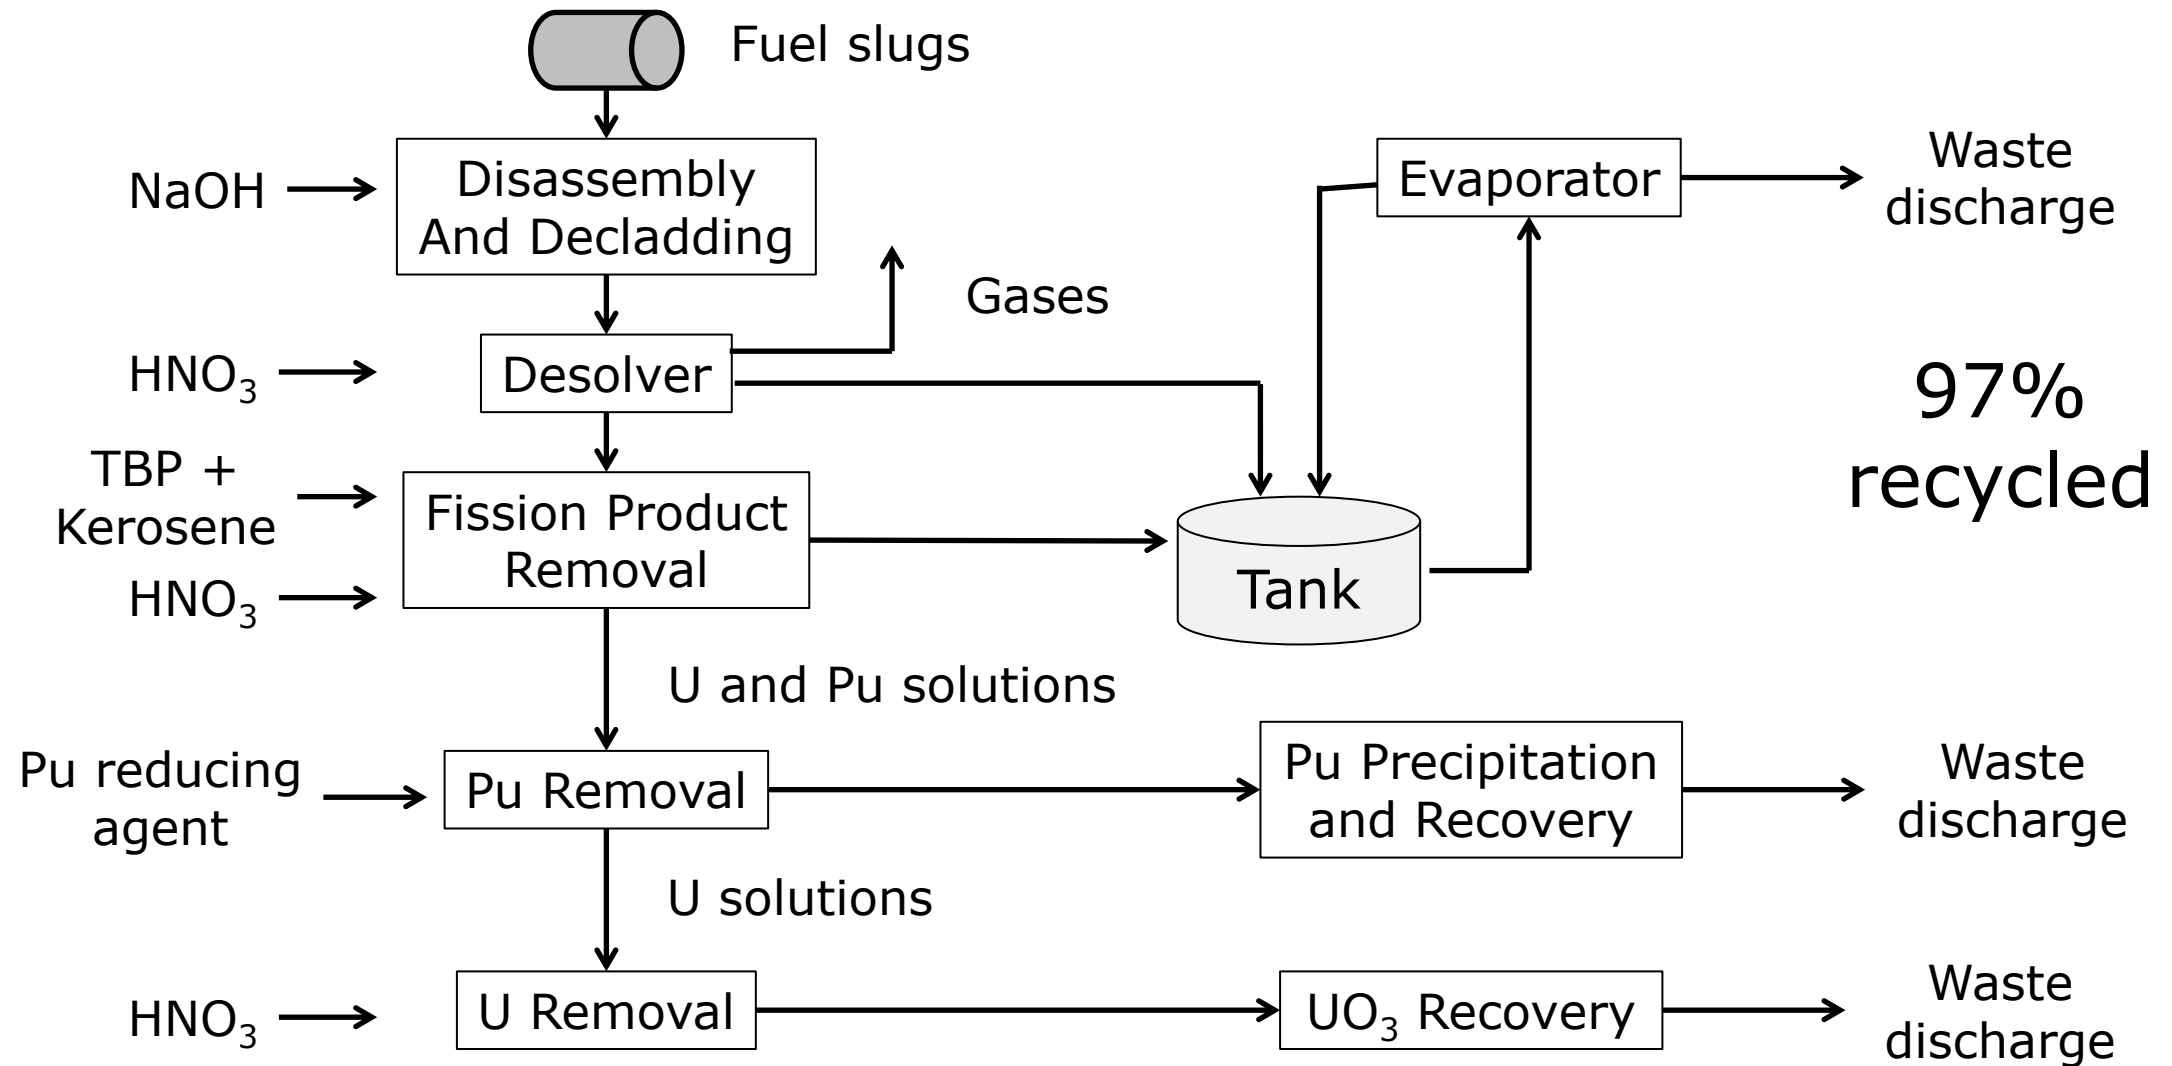 Fuel slugs
NaOH
Disassembly
And Decladding
Evaporator
Waste
discharge
Gases
HNO₃
Desolver
97%
recycled
TBP +
Kerosene
HNO₃
Fission Product
Removal
Tank
U and Pu solutions
Pu reducing
agent
Pu Removal
Pu Precipitation
and Recovery
Waste
discharge
U solutions
HNO₃
U Removal
UO₃ Recovery
Waste
discharge